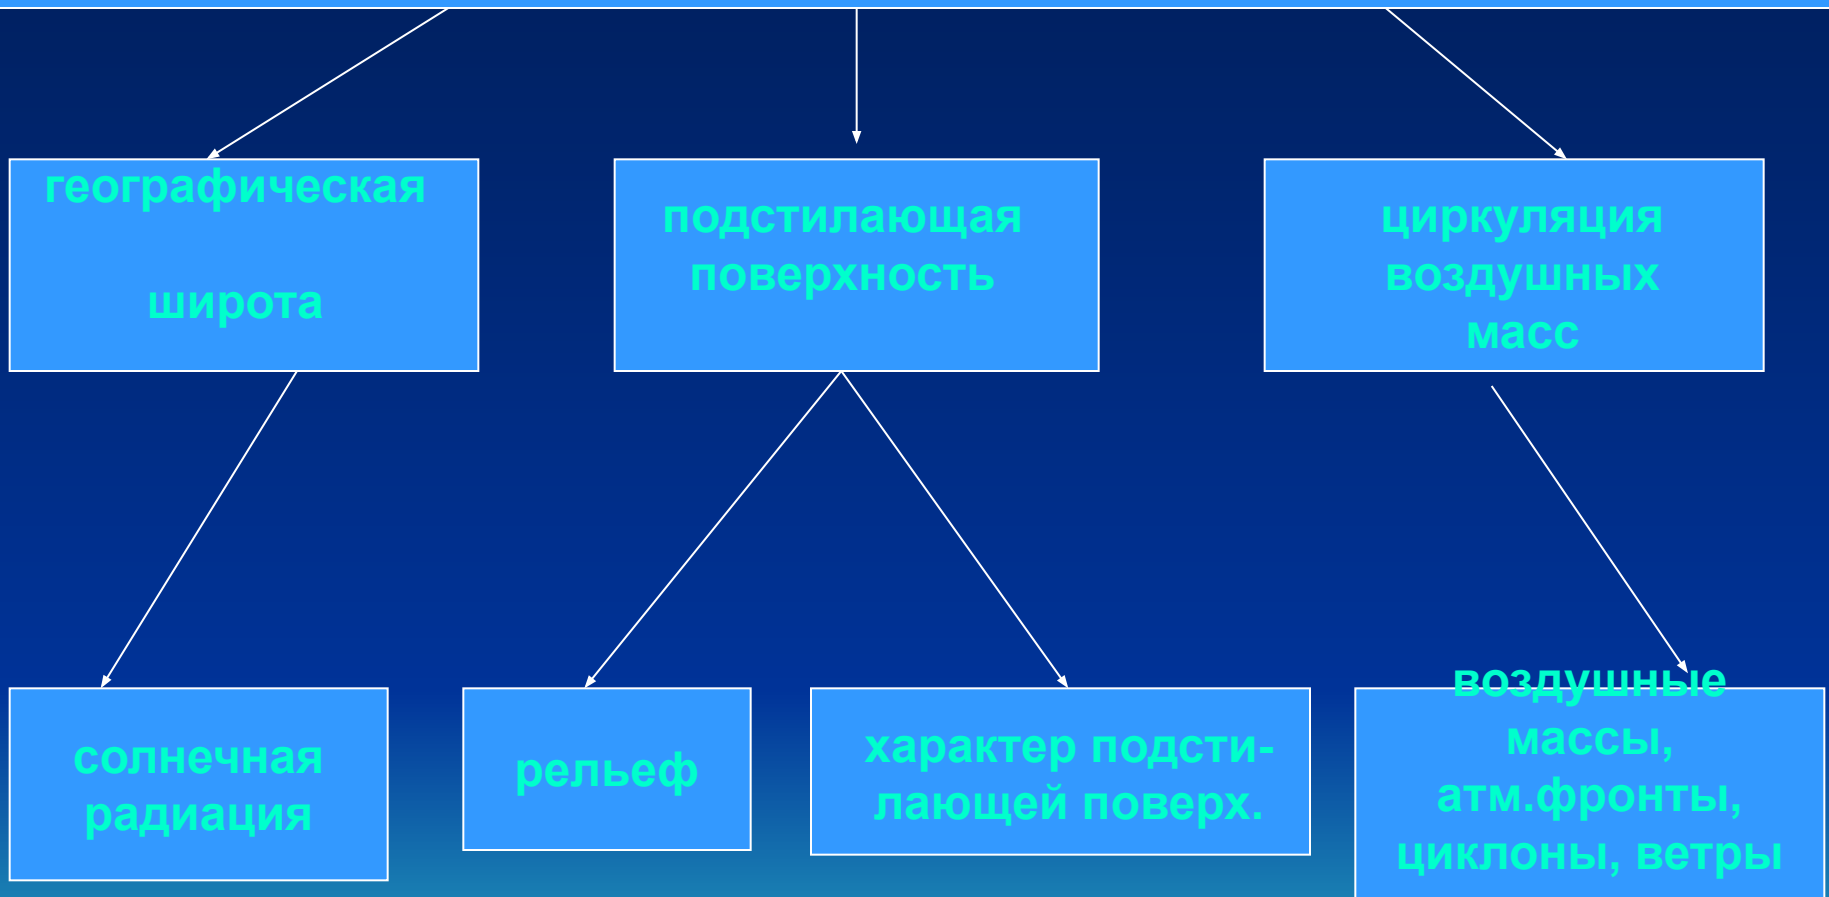 географическая
широта
подстилающая
поверхность
циркуляция
воздушных
масс
солнечная
радиация
рельеф
характер подсти-
лающей поверх.
воздушные
массы,
атм.фронты,
циклоны, ветры